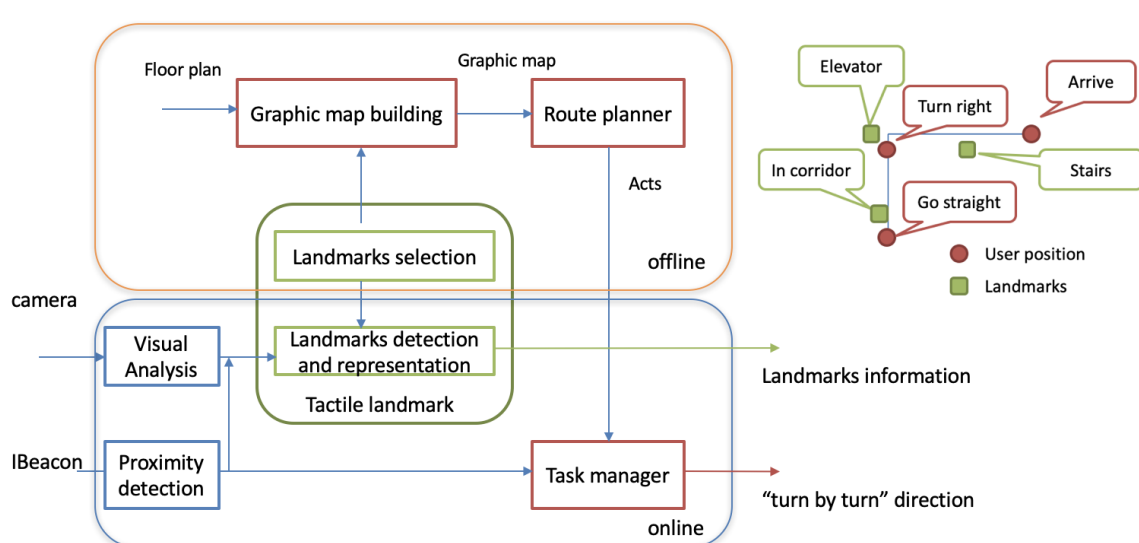 Floor plan
Graphic map
Graphic map building
Route planner
Acts
Landmarks selection
offline
camera
Visual
Analysis
Landmarks detection
and representation
Tactile landmark
Landmarks information
IBeacon
Proximity
detection
Task manager
“turn by turn” direction
online
Elevator
Turn right
Arrive
In corridor
Stairs
Go straight
User position
Landmarks